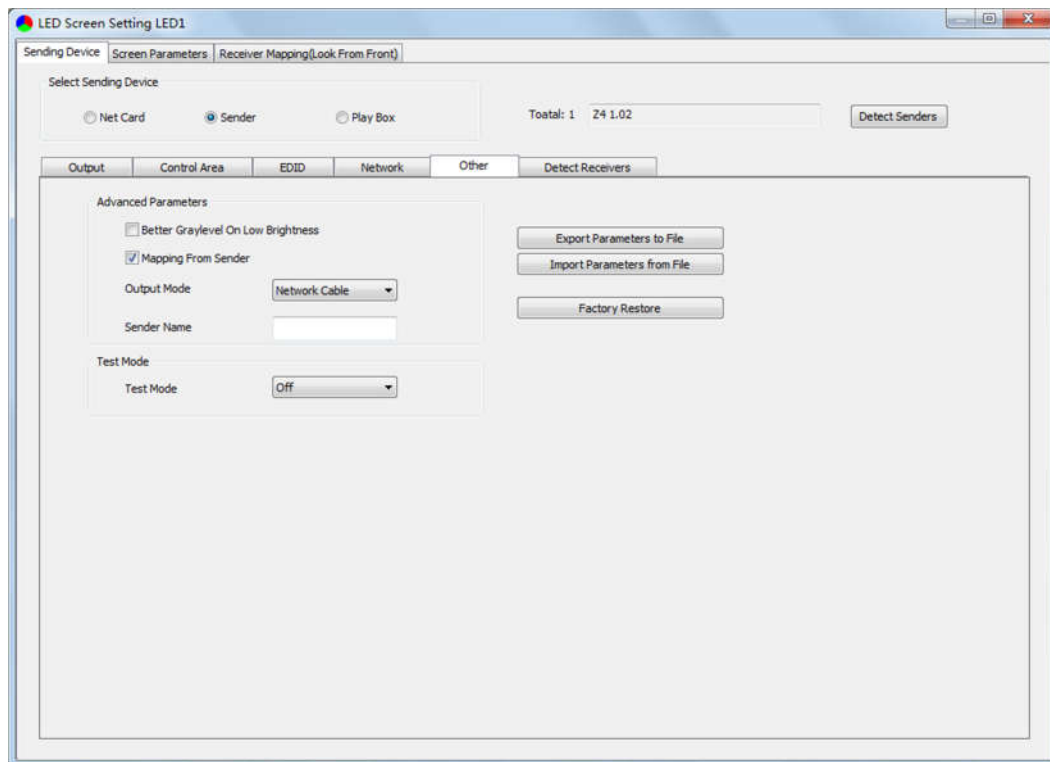 LED Screen Setting LED1
Sending Device Screen Parameters Receiver Mapping(Look From Front)
Select Sending Device
Net Card Sender Play Box
Toatal: 1 Z4 1.02 Detect Senders
Output Control Area EDID Network Other Detect Receivers
Advanced Parameters
Better Graylevel On Low Brightness
Mapping From Sender
Output Mode Network Cable
Sender Name
Export Parameters to File
Import Parameters from File
Factory Restore
Test Mode
Test Mode Off